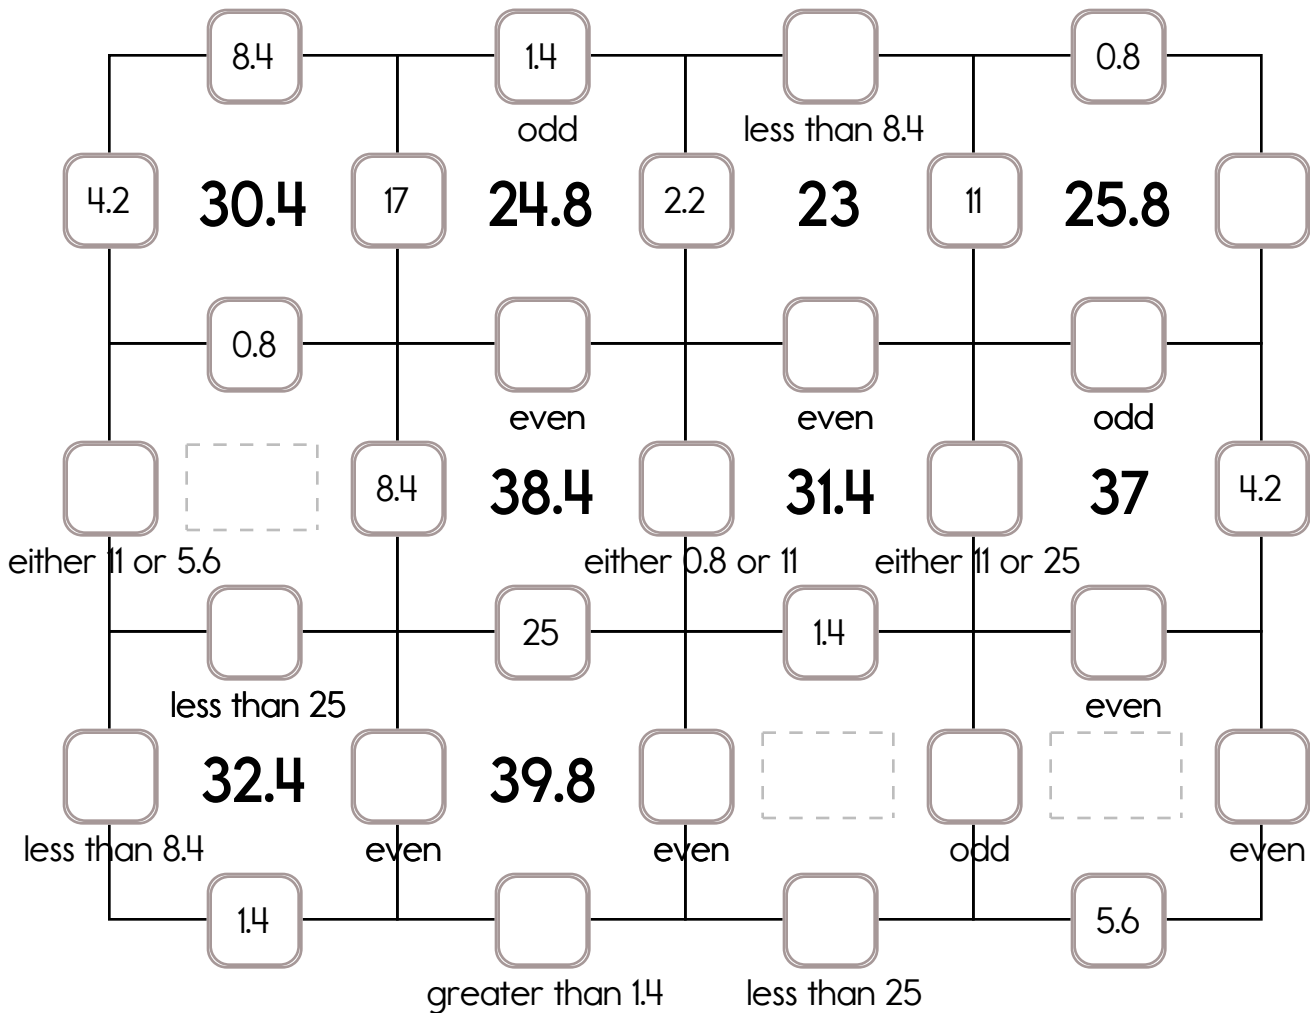 8.4 1.4 0.8
odd less than 8.4
4.2 30.4 17 24.8 2.2 23 11 25.8
0.8
even even odd
8.4 38.4 31.4 37 4.2
either 11 or 5.6 either 0.8 or 11 either 11 or 25
25 1.4
less than 25 even
32.4 39.8
less than 8.4 even even odd even
1.4 5.6
greater than 1.4 less than 25